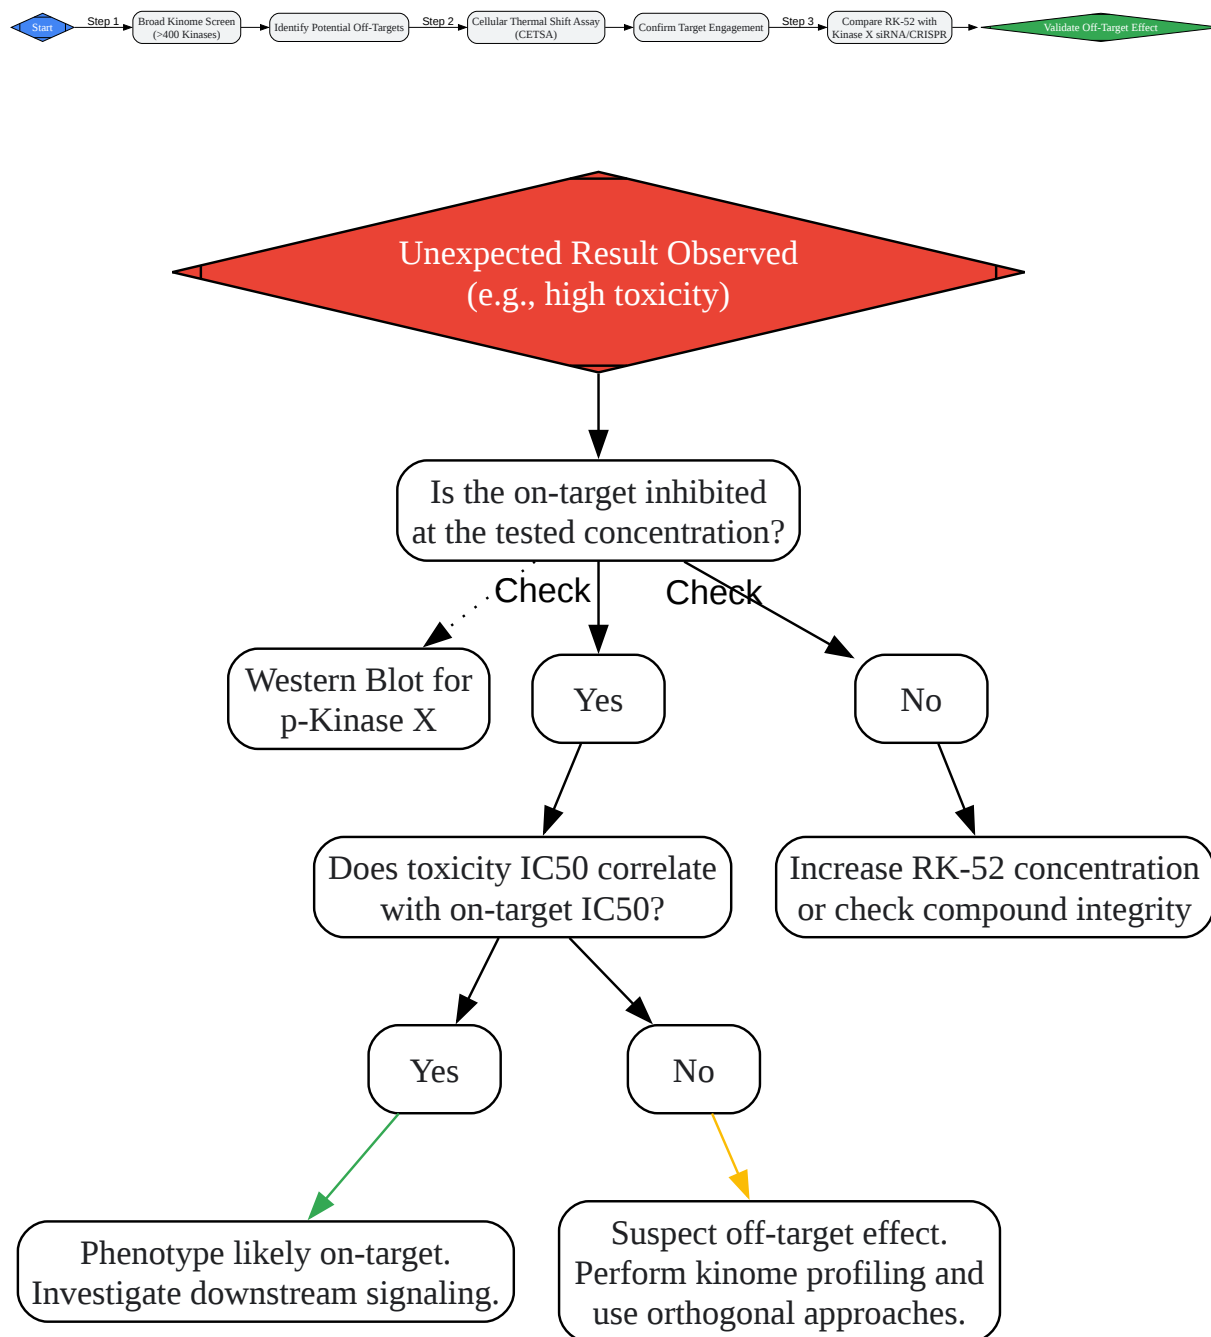 Start
Step 1
Broad Kinome Screen
(>400 Kinases)
Identify Potential Off-Targets
Step 2
Cellular Thermal Shift Assay
(CETSA)
Confirm Target Engagement
Step 3
Compare RK-52 with
Kinase X siRNA/CRISPR
Validate Off-Target Effect
Unexpected Result Observed
(e.g., high toxicity)
Is the on-target inhibited
at the tested concentration?
Check
Check
Western Blot for
p-Kinase X
Yes
No
Does toxicity IC50 correlate
with on-target IC50?
Increase RK-52 concentration
or check compound integrity
Yes
No
Phenotype likely on-target.
Investigate downstream signaling.
Suspect off-target effect.
Perform kinome profiling and
use orthogonal approaches.